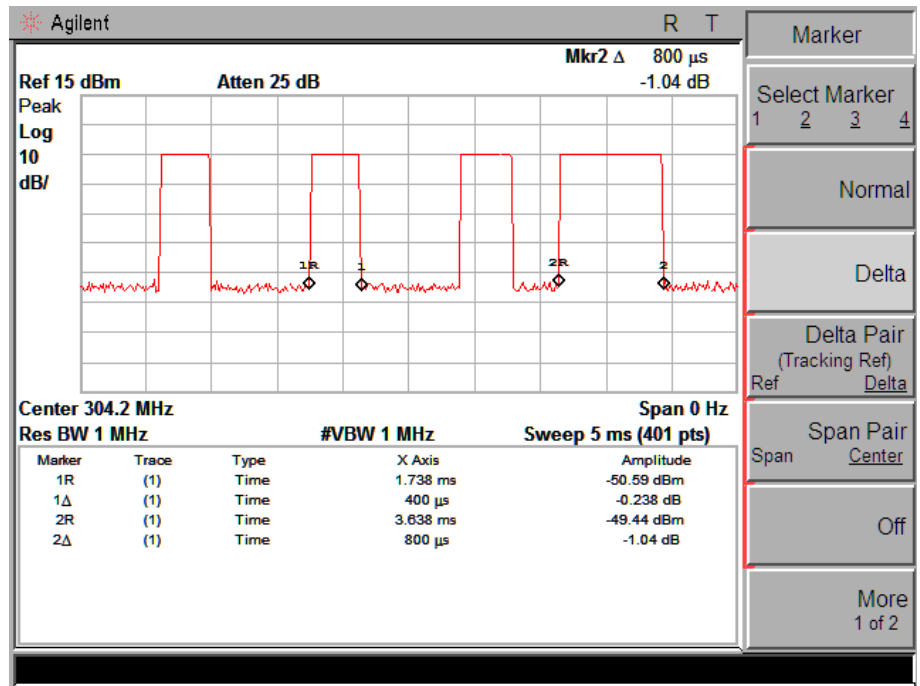 Agilent R T
Mkr2 Δ 800 µs
Ref 15 dBm Atten 25 dB -1.04 dB
Peak
Log
10
dB/
1R 1 2R 2
Center 304.2 MHz Span 0 Hz
Res BW 1 MHz #VBW 1 MHz Sweep 5 ms (401 pts)
Marker Trace Type X Axis Amplitude
1R (1) Time 1.738 ms -50.59 dBm
1Δ (1) Time 400 µs -0.238 dB
2R (1) Time 3.638 ms -49.44 dBm
2Δ (1) Time 800 µs -1.04 dB
Marker
Select Marker
1 2 3 4
Normal
Delta
Delta Pair
(Tracking Ref)
Ref Delta
Span Pair
Span Center
Off
More
1 of 2